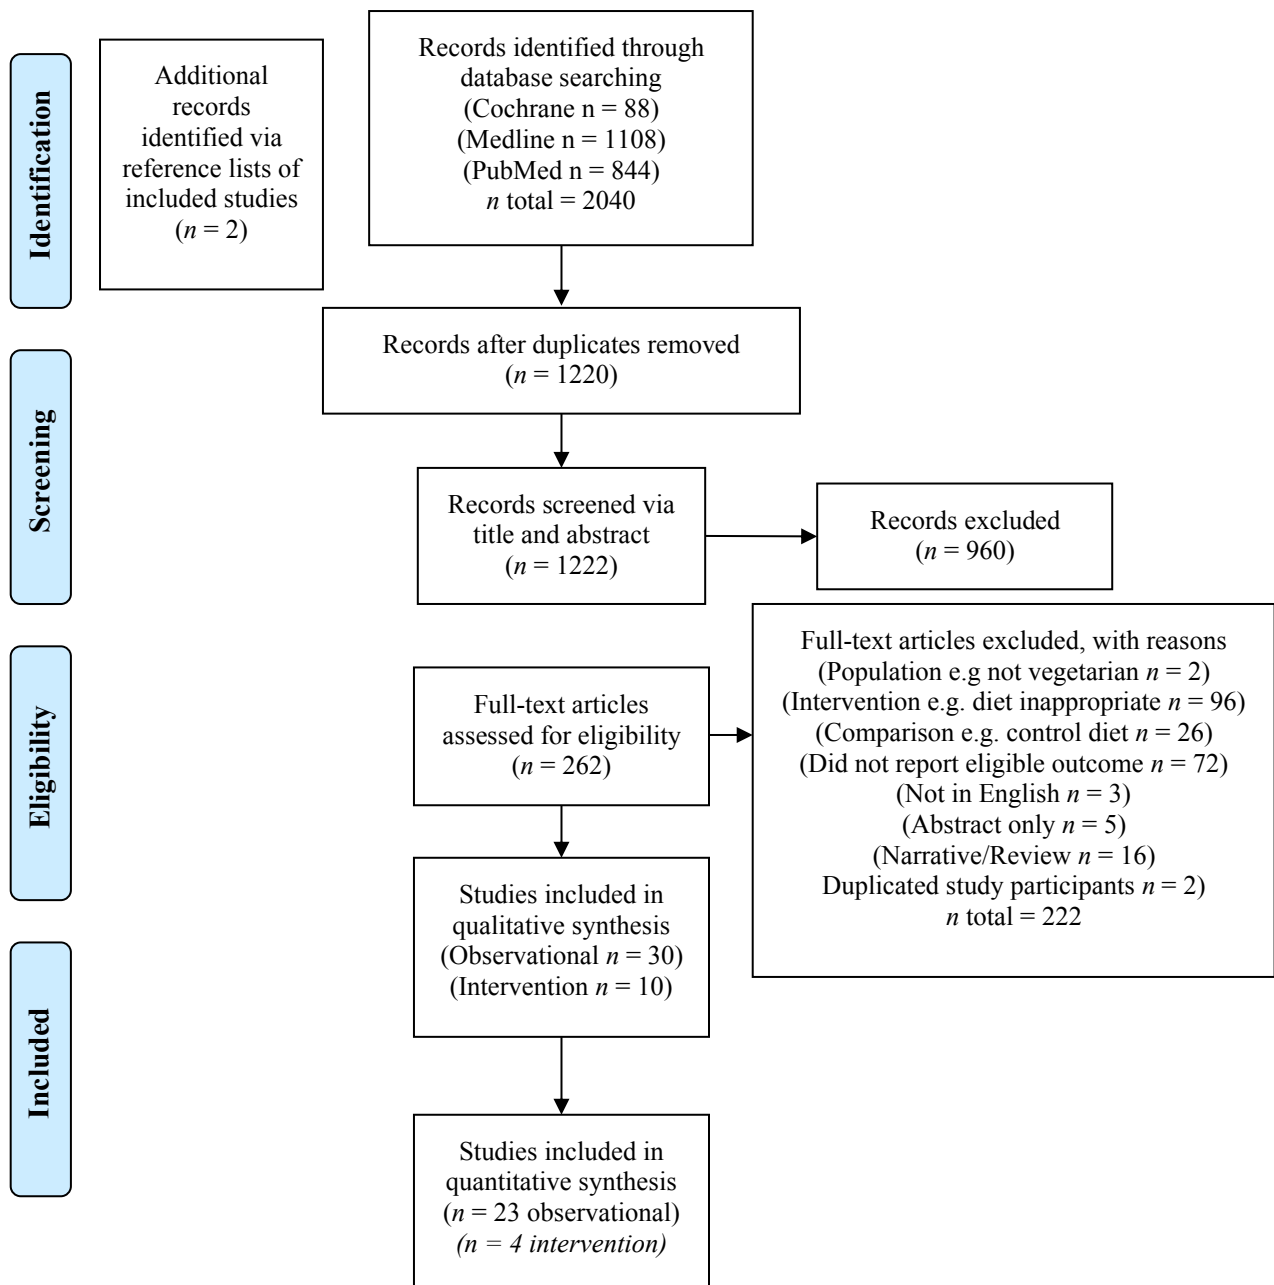 Identification
Additional
records
identified via
reference lists of
included studies
(n = 2)
Records identified through
database searching
(Cochrane n = 88)
(Medline n = 1108)
(PubMed n = 844)
n total = 2040
Records after duplicates removed
(n = 1220)
Screening
Records screened via
title and abstract
(n = 1222)
Records excluded
(n = 960)
Eligibility
Full-text articles
assessed for eligibility
(n = 262)
Full-text articles excluded, with reasons
(Population e.g not vegetarian n = 2)
(Intervention e.g. diet inappropriate n = 96)
(Comparison e.g. control diet n = 26)
(Did not report eligible outcome n = 72)
(Not in English n = 3)
(Abstract only n = 5)
(Narrative/Review n = 16)
Duplicated study participants n = 2)
n total = 222
Studies included in
qualitative synthesis
(Observational n = 30)
(Intervention n = 10)
Included
Studies included in
quantitative synthesis
(n = 23 observational)
(n = 4 intervention)